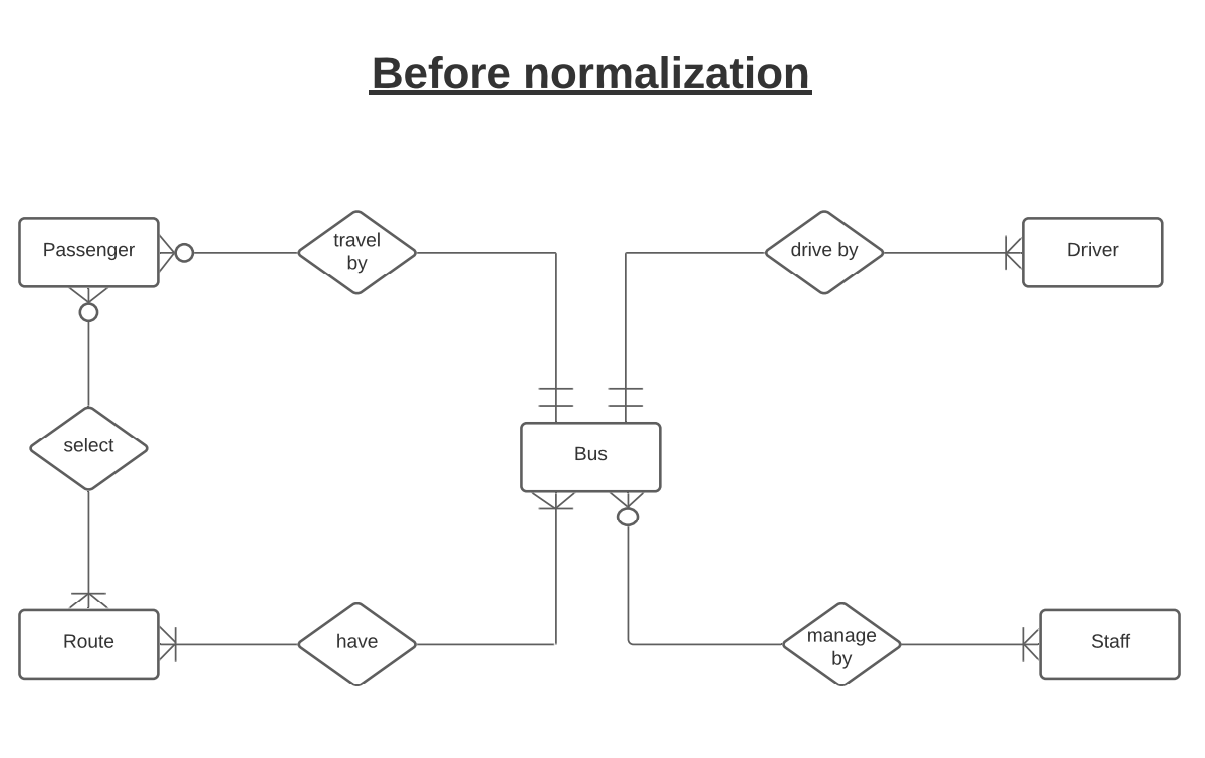 Before normalization
Passenger
travel
by
drive by
Driver
select
Bus
Route
have
manage
by
Staff